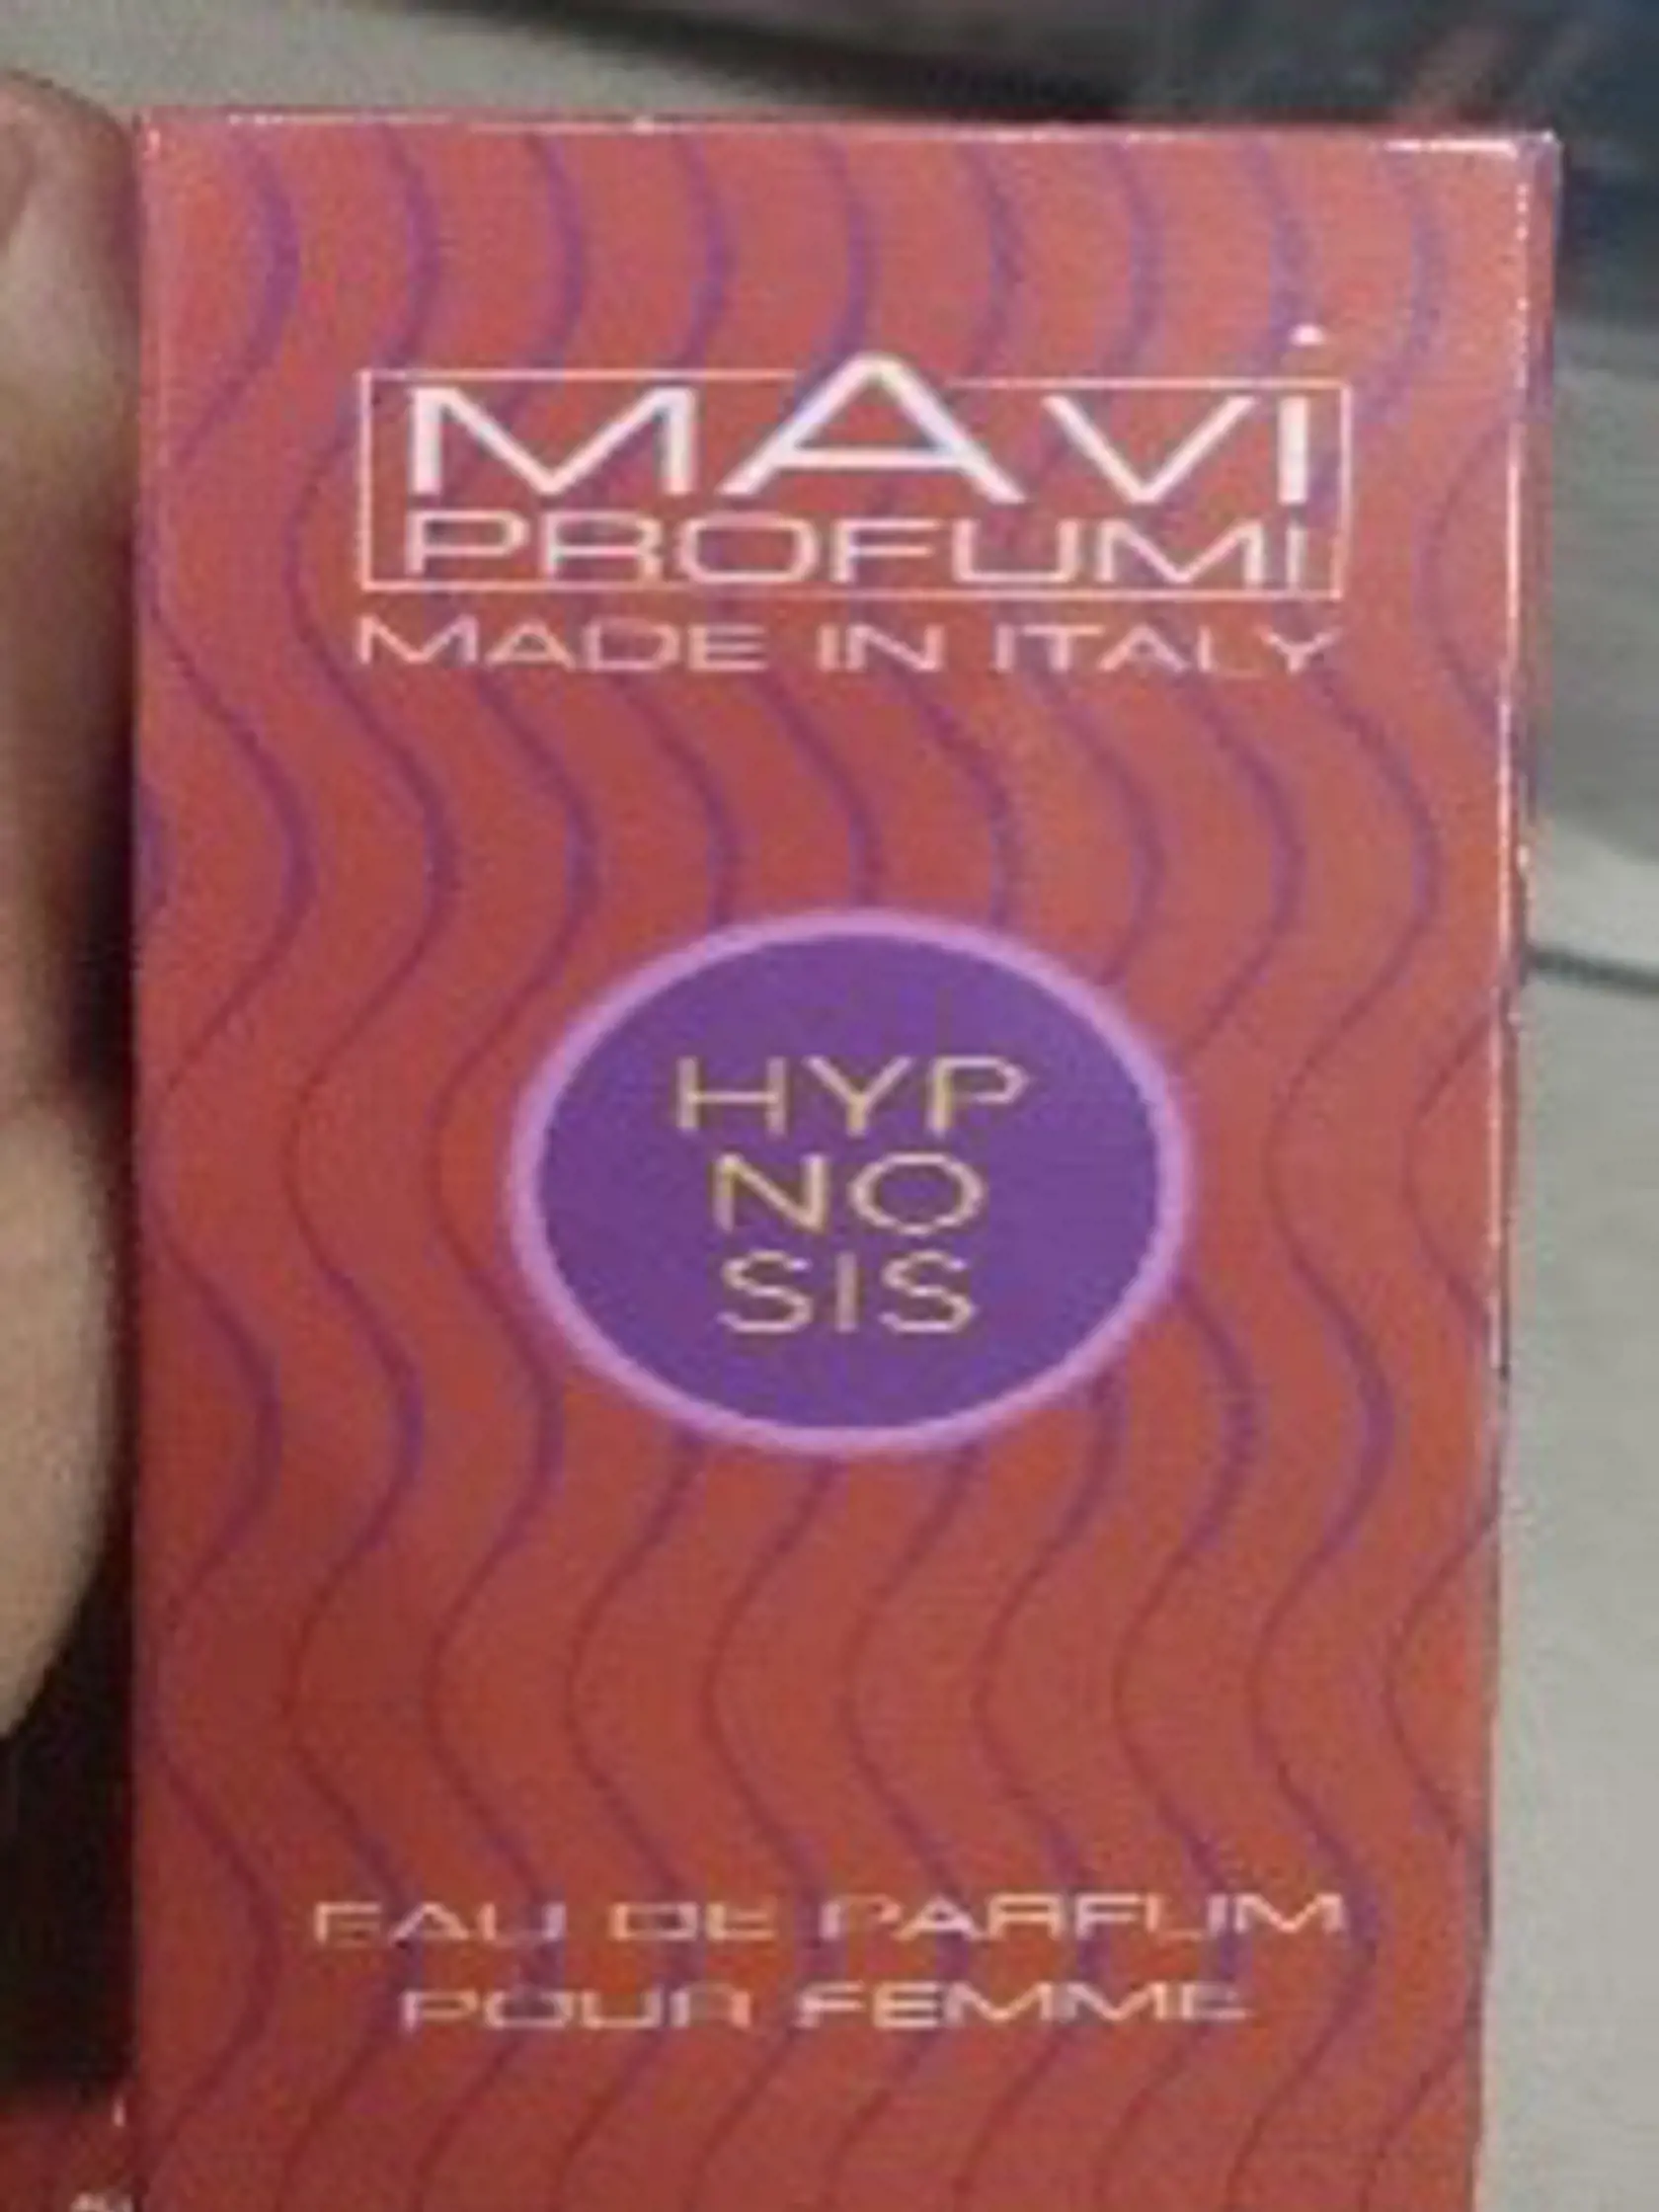 MAVi
PROFUMi
MADE IN ITALY
HYP
NO
SIS
EAU DE PARFUM
POUR FEMME